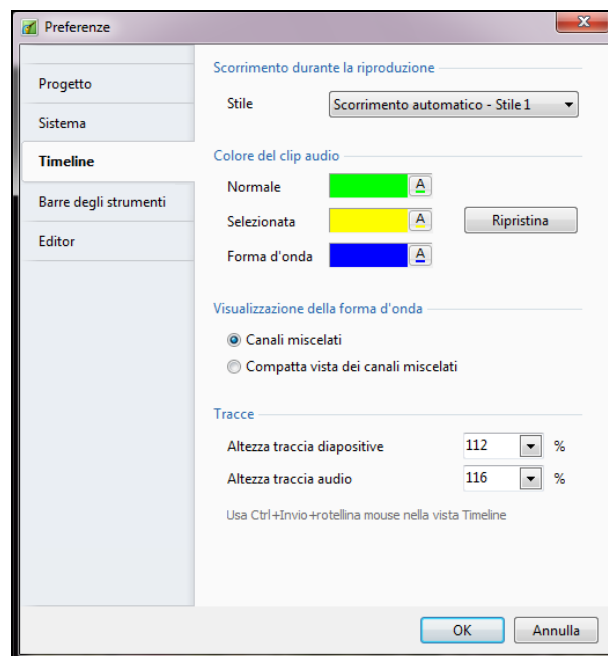 Preferenze
Progetto
Sistema
Timeline
Barre degli strumenti
Editor
Scorrimento durante la riproduzione
Stile Scorrimento automatico - Stile 1
Colore del clip audio
Normale A
Selezionata A Ripristina
Forma d'onda A
Visualizzazione della forma d'onda
Canali miscelati
Compatta vista dei canali miscelati
Tracce
Altezza traccia diapositive 112 %
Altezza traccia audio 116 %
Usa Ctrl+Invio+rotellina mouse nella vista Timeline
OK Annulla